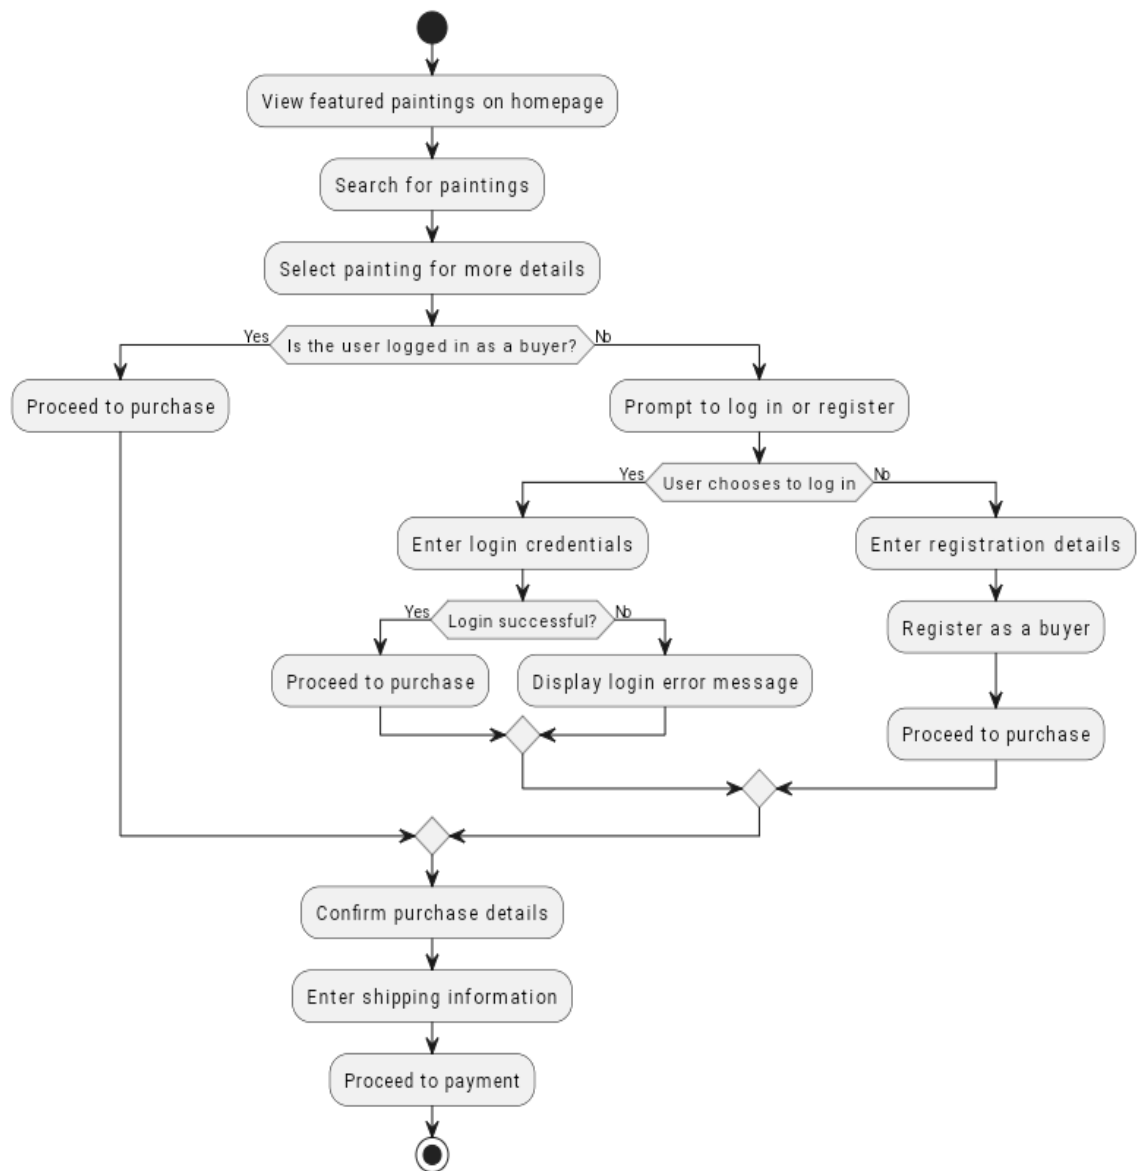 View featured paintings on homepage
Search for paintings
Select painting for more details
Yes
Is the user logged in as a buyer?
No
Proceed to purchase
Prompt to log in or register
Yes
User chooses to log in
No
Enter login credentials
Enter registration details
Yes
Login successful?
No
Register as a buyer
Proceed to purchase
Display login error message
Proceed to purchase
Confirm purchase details
Enter shipping information
Proceed to payment